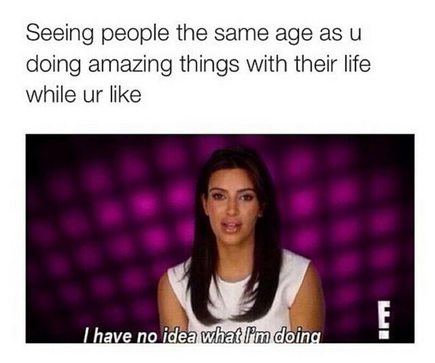 Seeing people the same age as u
doing amazing things with their life
while ur like
I have no idea what I'm doing
E!